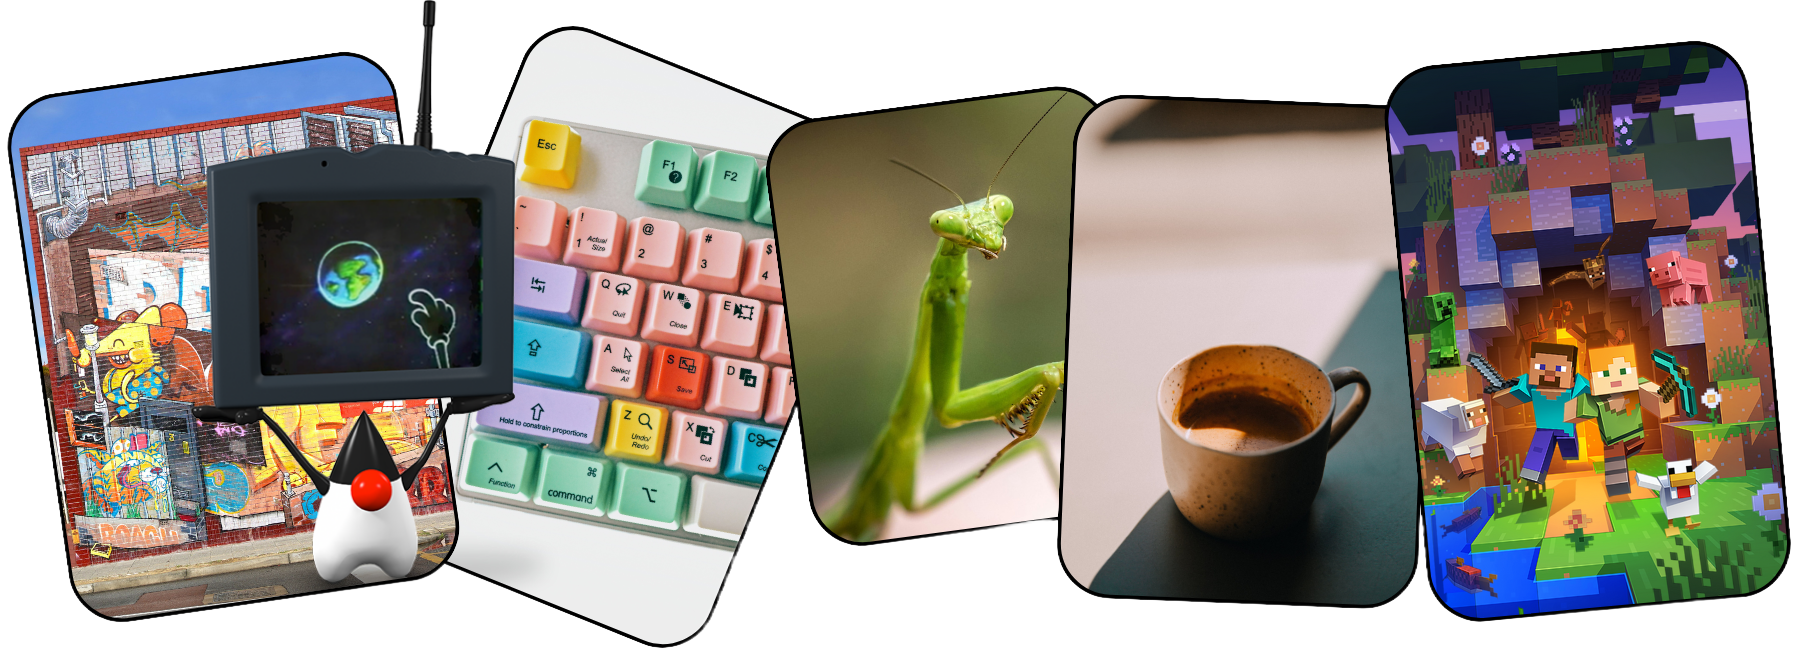 ROACH
Esc
F1
?
F2
~
!
1
Actual
Size
@
2
#
3
$
4
Q
Quit
W
Close
E
A
Select
All
S
Save
D
Hold to constrain proportions
Z
Undo/
Redo
X
Cut
C
Function
⌘
command
⌥